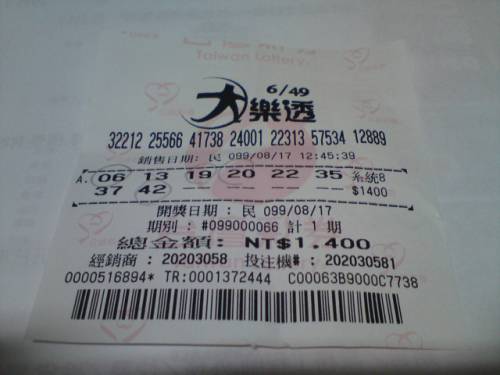 Taiwan Lottery
6/49
大樂透
32212 25566 41738 24001 22313 57534 12889
銷售日期: 民 099/08/17 12:45:39
A. 06 13 19 20 22 35 系統8
37 42 -- -- -- -- $1400
開獎日期 : 民 099/08/17
期別 : #099000066 計 1 期
總金額: NT$1,400
經銷商 : 20203058 投注機# : 202030581
0000516894* TR:0001372444 C00063B9000C7738